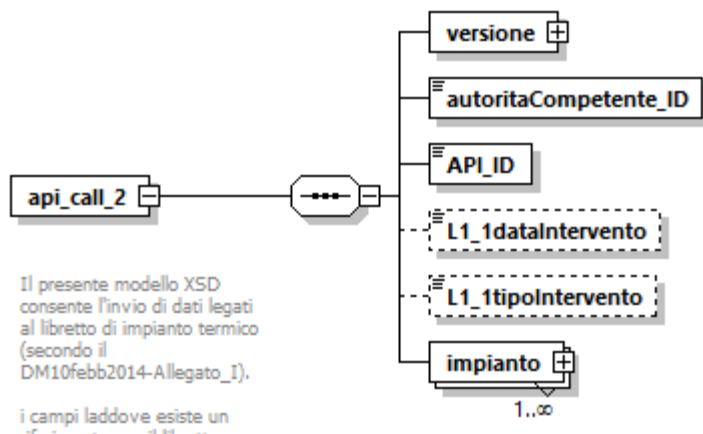 versione
autoritaCompetente_ID
API_ID
api_call_2
L1_1dataIntervento
L1_1tipoIntervento
impianto
1..∞
Il presente modello XSD
consente l'invio di dati legati
al libretto di impianto termico
(secondo il
DM10febb2014-Allegato_I).
i campi laddove esiste un